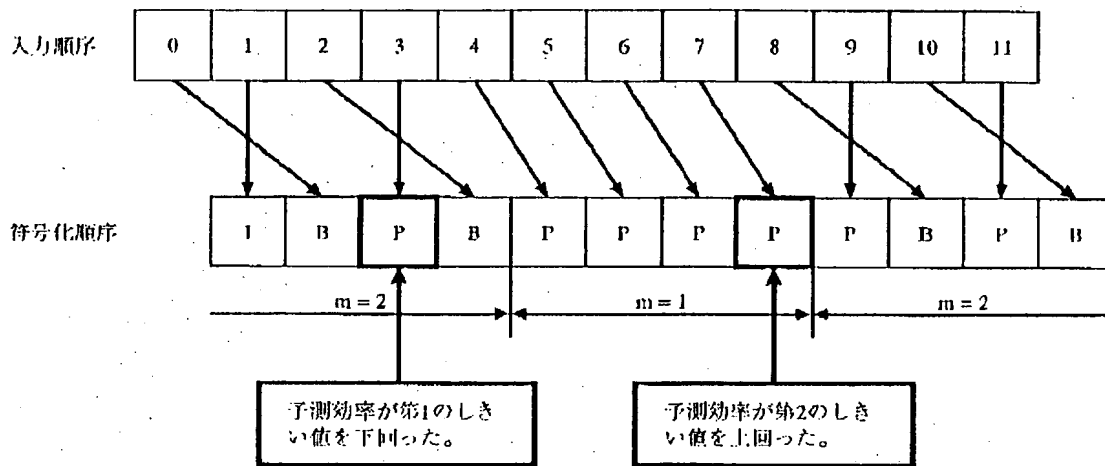 入力順序 0 1 2 3 4 5 6 7 8 9 10 11
符号化順序 I B P B P P P P P B P B
m = 2 m = 1 m = 2
予測効率が第1のしき
い値を下回った。
予測効率が第2のしき
い値を上回った。